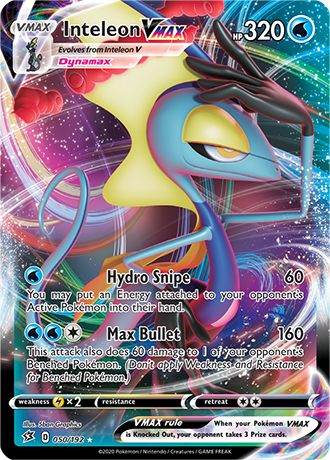 VMAX Inteleon VMAX HP 320
Evolves from Inteleon V
Dynamax
Hydro Snipe 60
You may put an Energy attached to your opponent's
Active Pokémon into their hand.
Max Bullet 160
This attack also does 60 damage to 1 of your opponent's
Benched Pokémon. (Don't apply Weakness and Resistance
for Benched Pokémon.)
weakness ×2 resistance retreat
Illus. 5ban Graphics
D 050/192 ★
VMAX rule When your Pokémon VMAX
is Knocked Out, your opponent takes 3 Prize cards.
©2020 Pokémon / Nintendo / Creatures / GAME FREAK